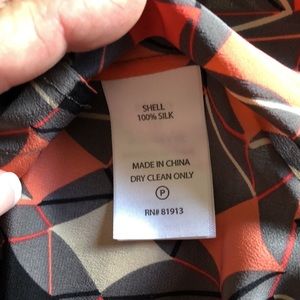 SHELL
100% SILK
MADE IN CHINA
DRY CLEAN ONLY
P
RN# 81913